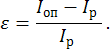 ε = (I_оп − I_р) / I_р .